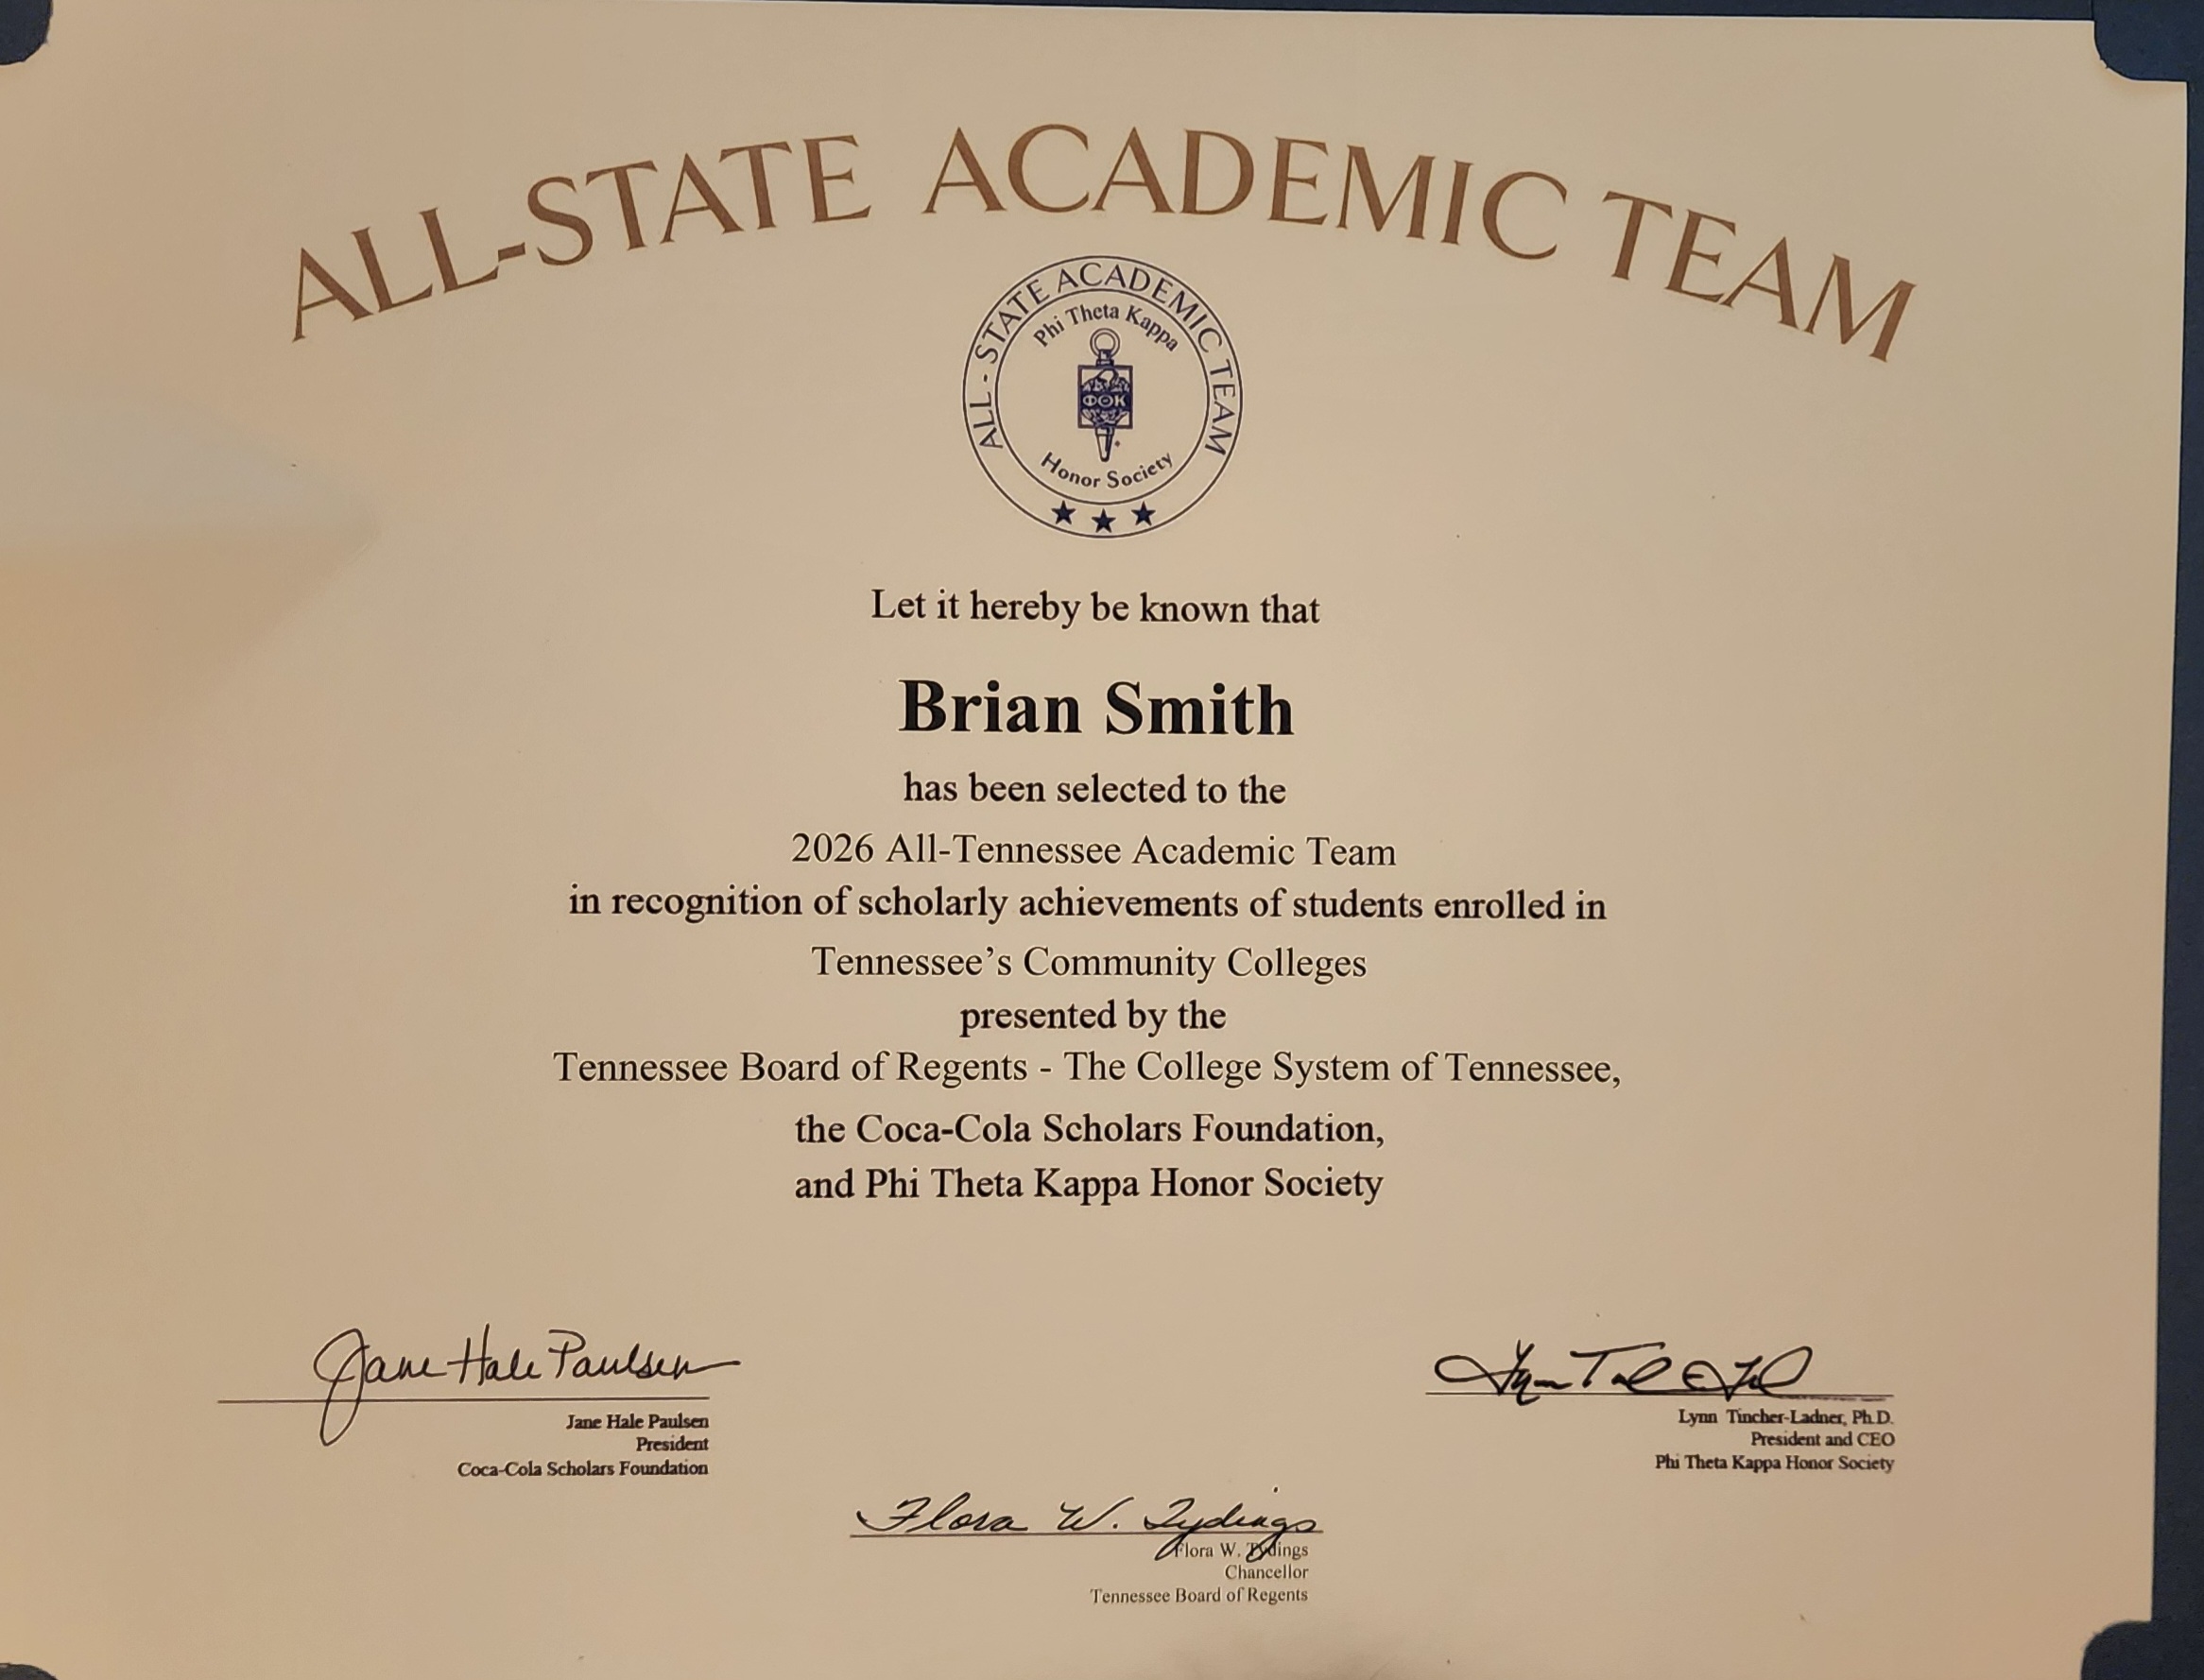 ALL-STATE ACADEMIC TEAM
ALL - STATE ACADEMIC TEAM
Phi Theta Kappa
ΦΘΚ
Honor Society
Let it hereby be known that
Brian Smith
has been selected to the
2026 All-Tennessee Academic Team
in recognition of scholarly achievements of students enrolled in
Tennessee’s Community Colleges
presented by the
Tennessee Board of Regents - The College System of Tennessee,
the Coca-Cola Scholars Foundation,
and Phi Theta Kappa Honor Society
Jane Hale Paulsen
Jane Hale Paulsen
President
Coca-Cola Scholars Foundation
Lynn Tincher-Ladner, Ph.D.
President and CEO
Phi Theta Kappa Honor Society
Flora W. Tydings
Flora W. Tydings
Chancellor
Tennessee Board of Regents